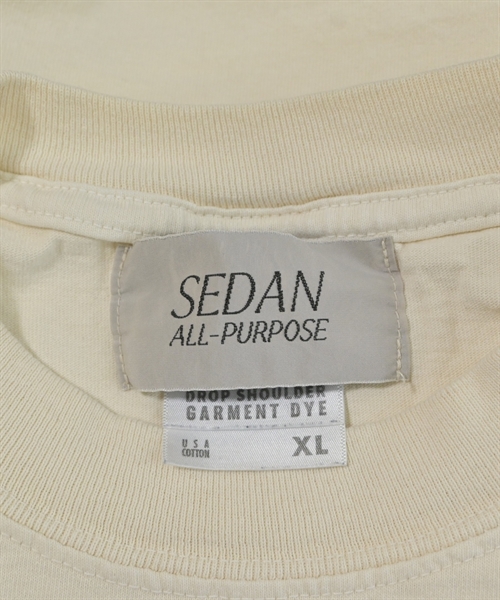 SEDAN
ALL-PURPOSE
DROP SHOULDER
GARMENT DYE
USA
COTTON
XL